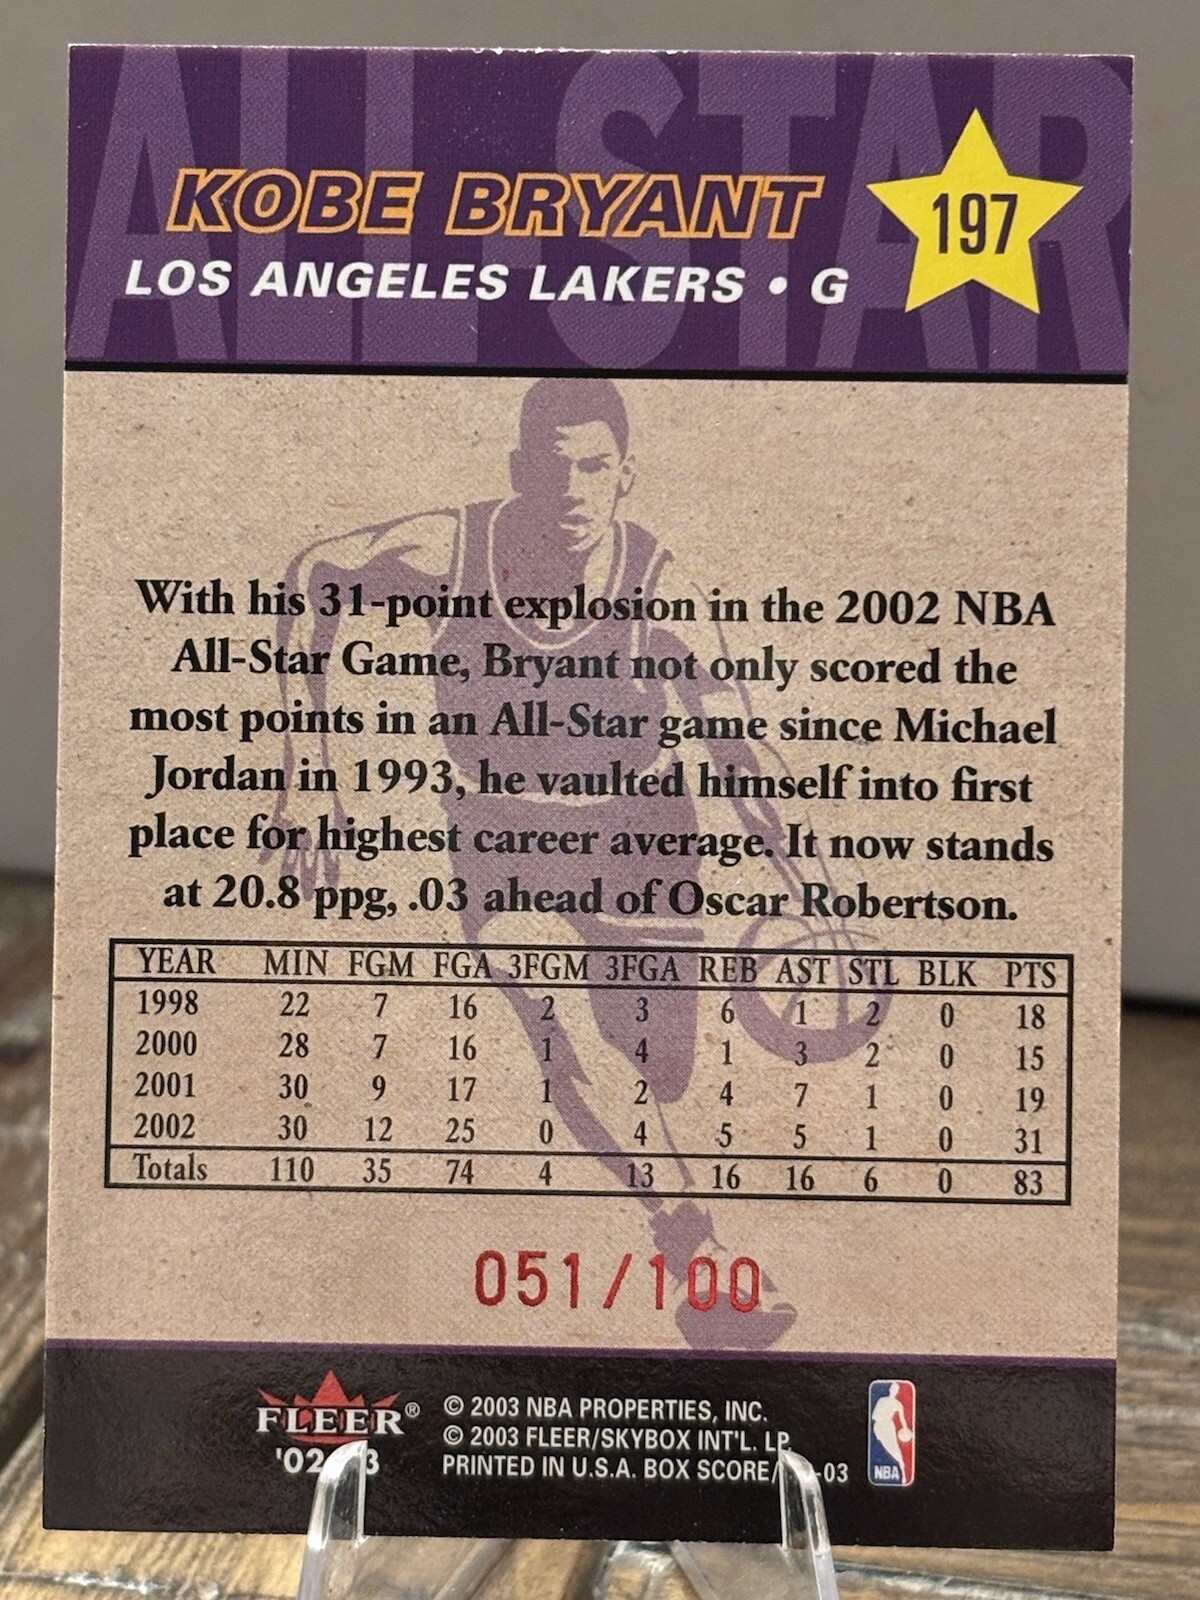 ALL-STAR
KOBE BRYANT
197
LOS ANGELES LAKERS • G
With his 31-point explosion in the 2002 NBA
All-Star Game, Bryant not only scored the
most points in an All-Star game since Michael
Jordan in 1993, he vaulted himself into first
place for highest career average. It now stands
at 20.8 ppg, .03 ahead of Oscar Robertson.
YEAR MIN FGM FGA 3FGM 3FGA REB AST STL BLK PTS
1998 22 7 16 2 3 6 1 2 0 18
2000 28 7 16 1 4 1 3 2 0 15
2001 30 9 17 1 2 4 7 1 0 19
2002 30 12 25 0 4 5 5 1 0 31
Totals 110 35 74 4 13 16 16 6 0 83
051/100
FLEER®
'02 3
© 2003 NBA PROPERTIES, INC.
© 2003 FLEER/SKYBOX INT'L. LP.
PRINTED IN U.S.A. BOX SCORE/ -03
NBA